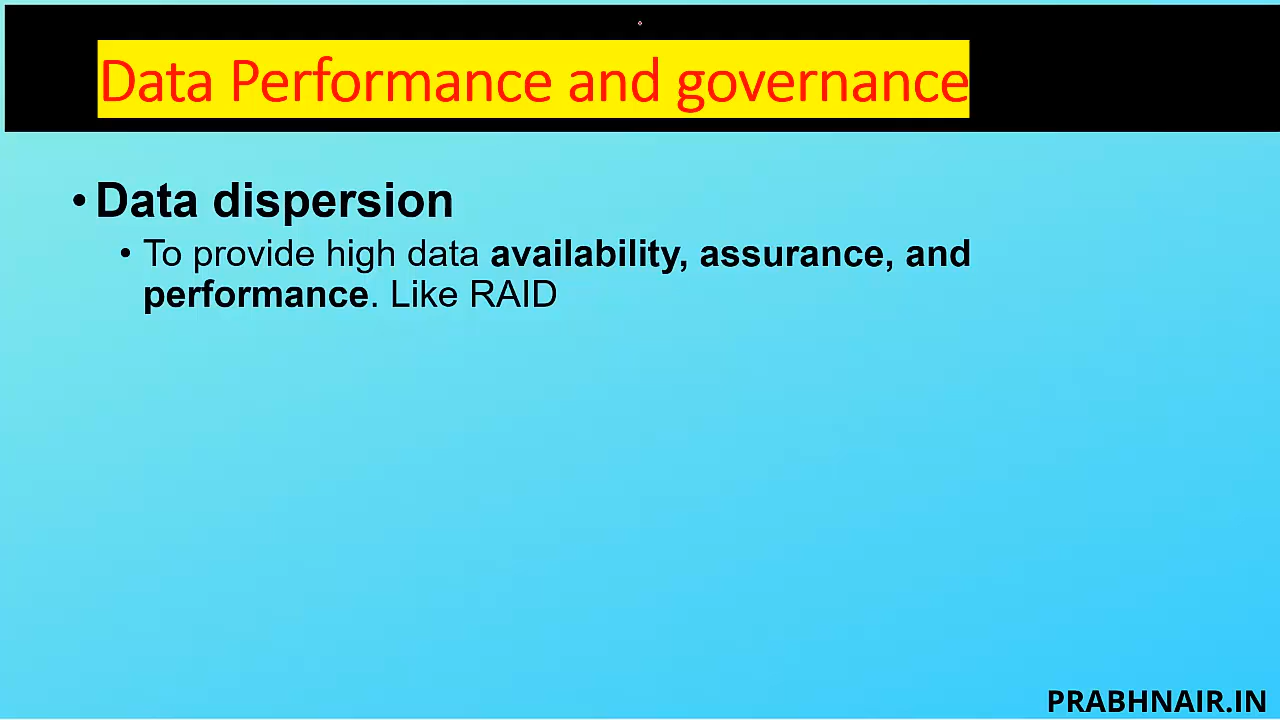 Data Performance and governance
• Data dispersion
• To provide high data availability, assurance, and
performance. Like RAID
PRABHNAIR.IN